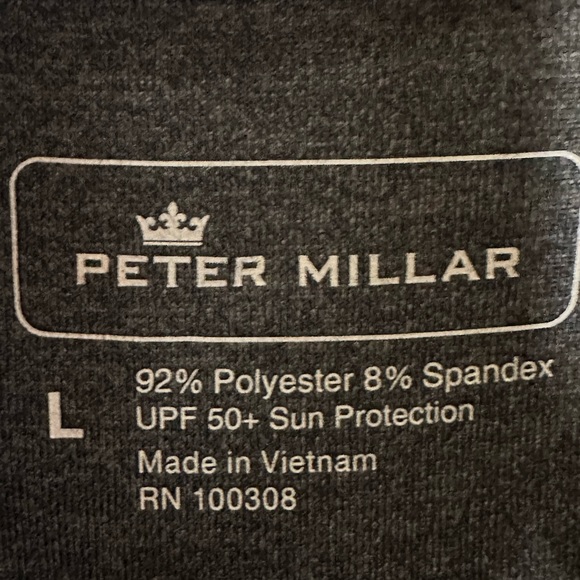 PETER MILLAR
L
92% Polyester 8% Spandex
UPF 50+ Sun Protection
Made in Vietnam
RN 100308